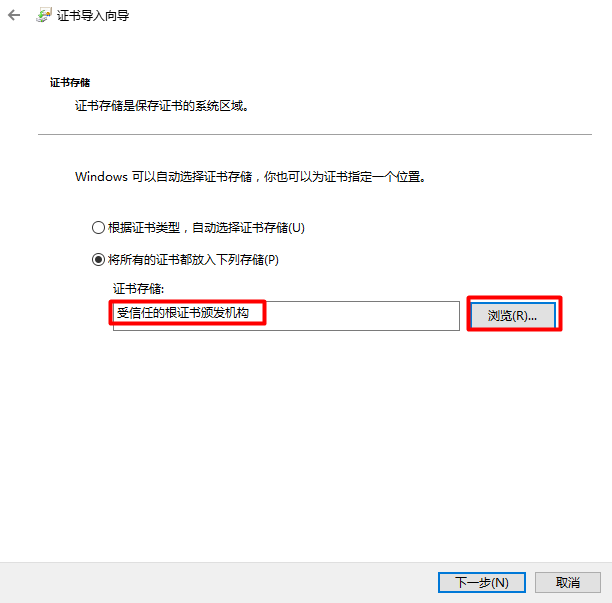 证书导入向导
证书存储
证书存储是保存证书的系统区域。
Windows 可以自动选择证书存储，你也可以为证书指定一个位置。
根据证书类型，自动选择证书存储(U)
将所有的证书都放入下列存储(P)
证书存储:
受信任的根证书颁发机构
浏览(R)...
下一步(N)
取消